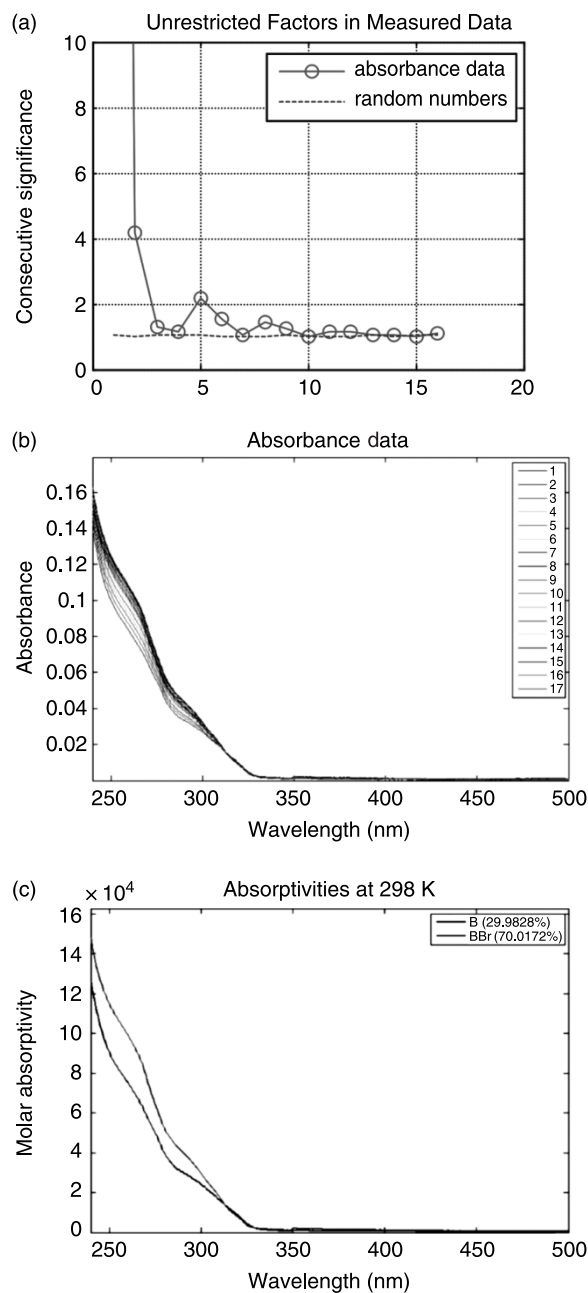 (a) Unrestricted Factors in Measured Data
Consecutive significance
10
8
6
4
2
0
0 5 10 15 20
absorbance data
random numbers
(b) Absorbance data
Absorbance
0.16
0.14
0.12
0.1
0.08
0.06
0.04
0.02
250 300 350 400 450 500
Wavelength (nm)
1
2
3
4
5
6
7
8
9
10
11
12
13
14
15
16
17
(c) Absorptivities at 298 K
× 10⁴
Molar absorptivity
16
14
12
10
8
6
4
2
0
250 300 350 400 450 500
Wavelength (nm)
B (29.9828%)
BBr (70.0172%)